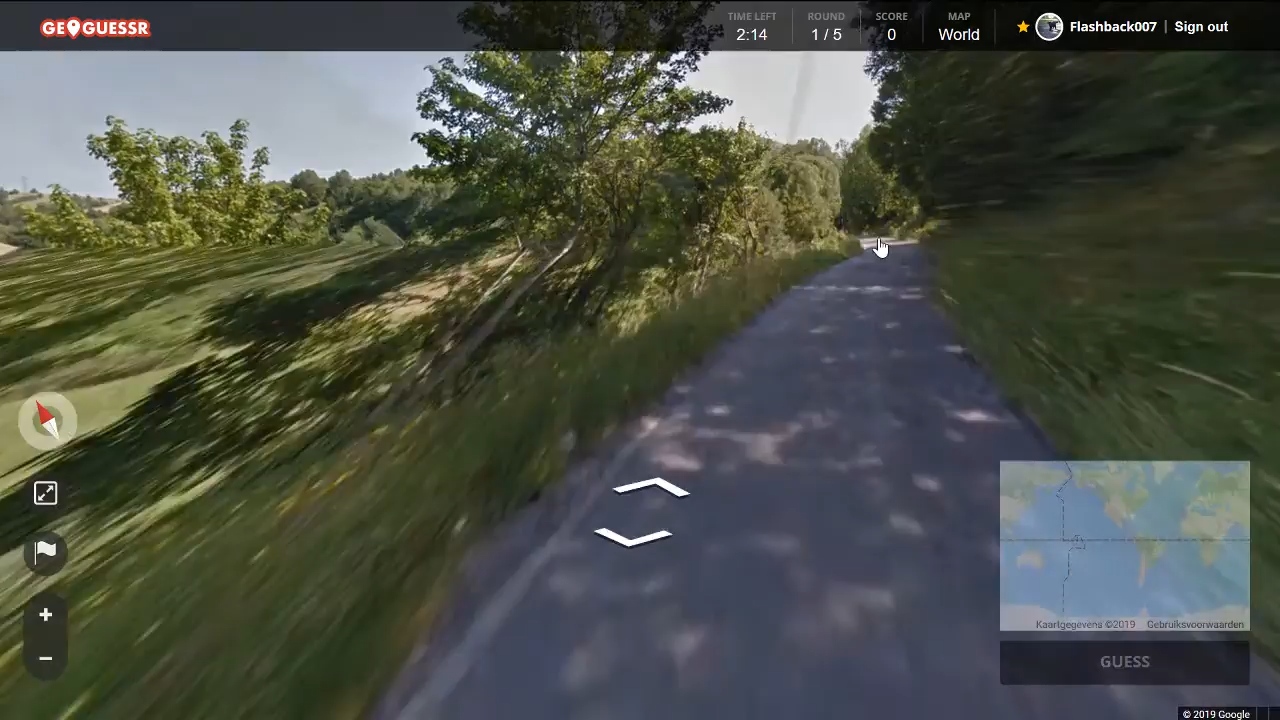 GEOGUESSR
TIME LEFT
2:14
ROUND
1 / 5
SCORE
0
MAP
World
Flashback007 | Sign out
Kaartgegevens ©2019 Gebruiksvoorwaarden
GUESS
© 2019 Google